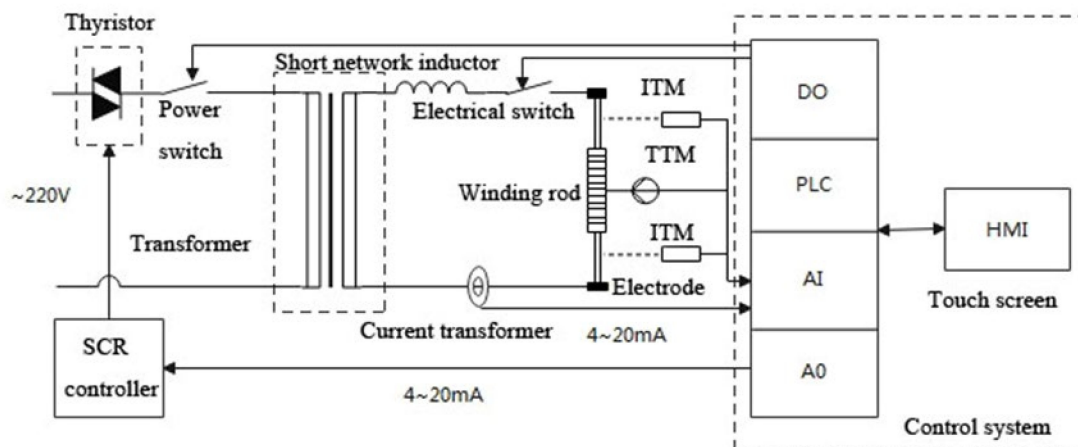 Thyristor
Short network inductor
ITM
DO
Power
switch
Electrical switch
TTM
PLC
~220V
Winding rod
HMI
Transformer
ITM
AI
Electrode
Touch screen
Current transformer
4~20mA
SCR
controller
A0
4~20mA
Control system